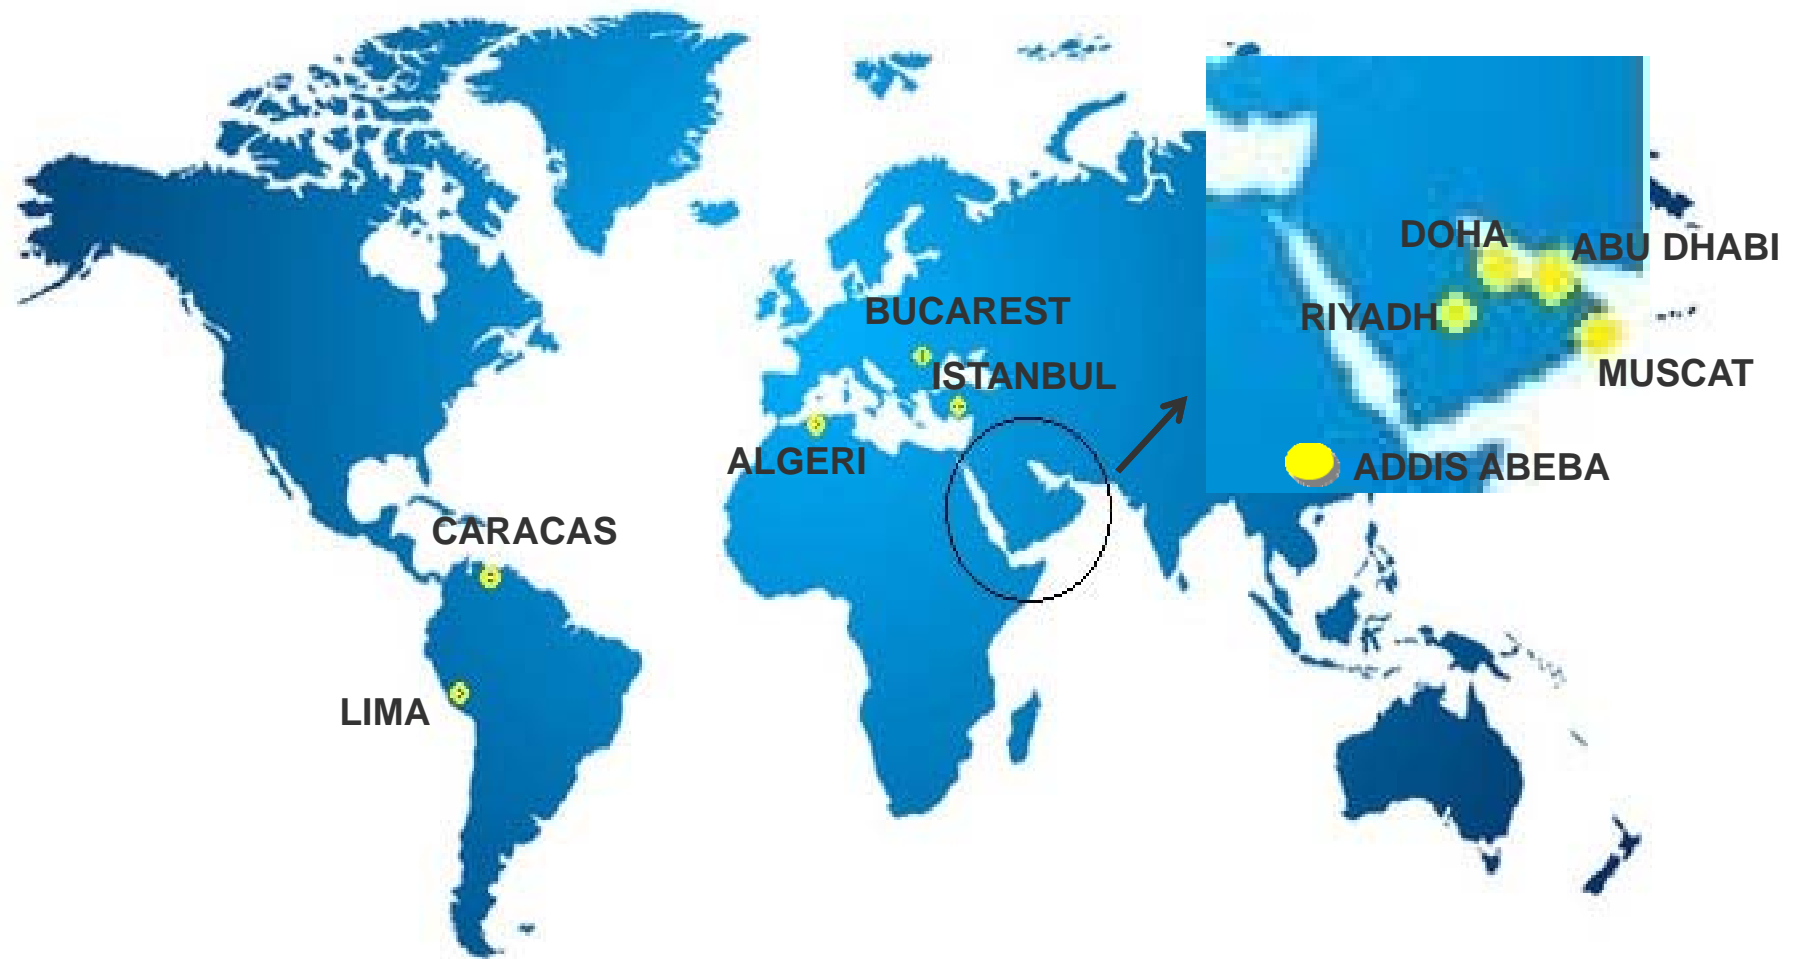 DOHA
ABU DHABI
BUCAREST
RIYADH
ISTANBUL
MUSCAT
ALGERI
ADDIS ABEBA
CARACAS
LIMA